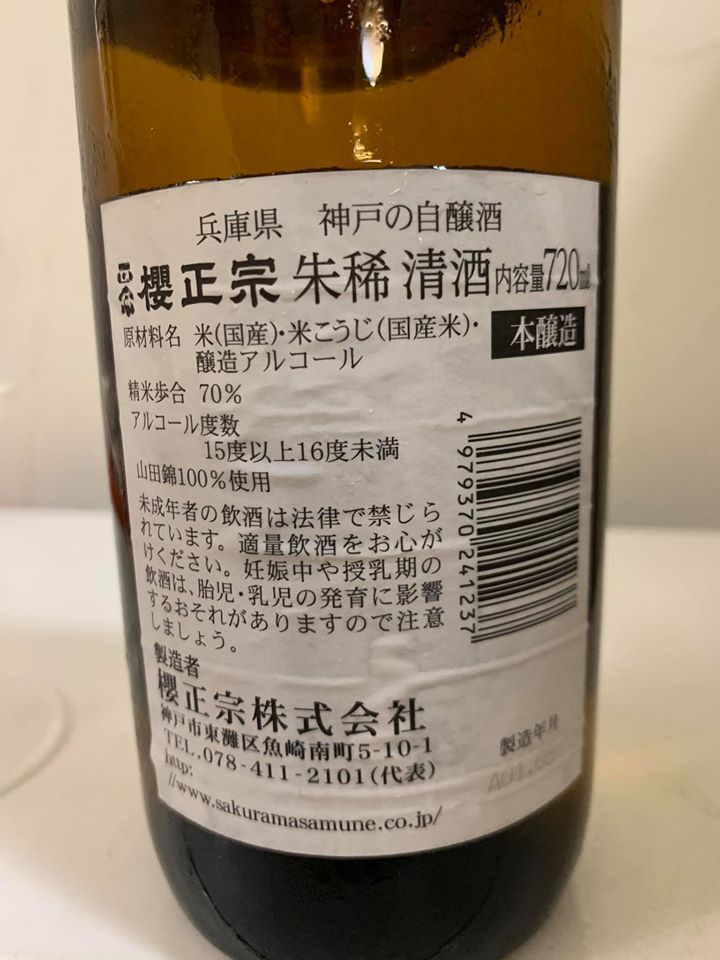 兵庫県 神戸の自醸酒
正宗 櫻正宗 朱稀 清酒 内容量720ml
原材料名 米(国産)・米こうじ(国産米)・
醸造アルコール
本醸造
精米歩合 70%
アルコール度数
15度以上16度未満
山田錦100%使用
未成年者の飲酒は法律で禁じら
れています。適量飲酒をお心が
けください。妊娠中や授乳期の
飲酒は、胎児・乳児の発育に影響
するおそれがありますので注意
しましょう。
4 979370 241237
製造者
櫻正宗株式会社
神戸市東灘区魚崎南町5-10-1
TEL.078-411-2101(代表)
http:
//www.sakuramasamune.co.jp/
製造年月